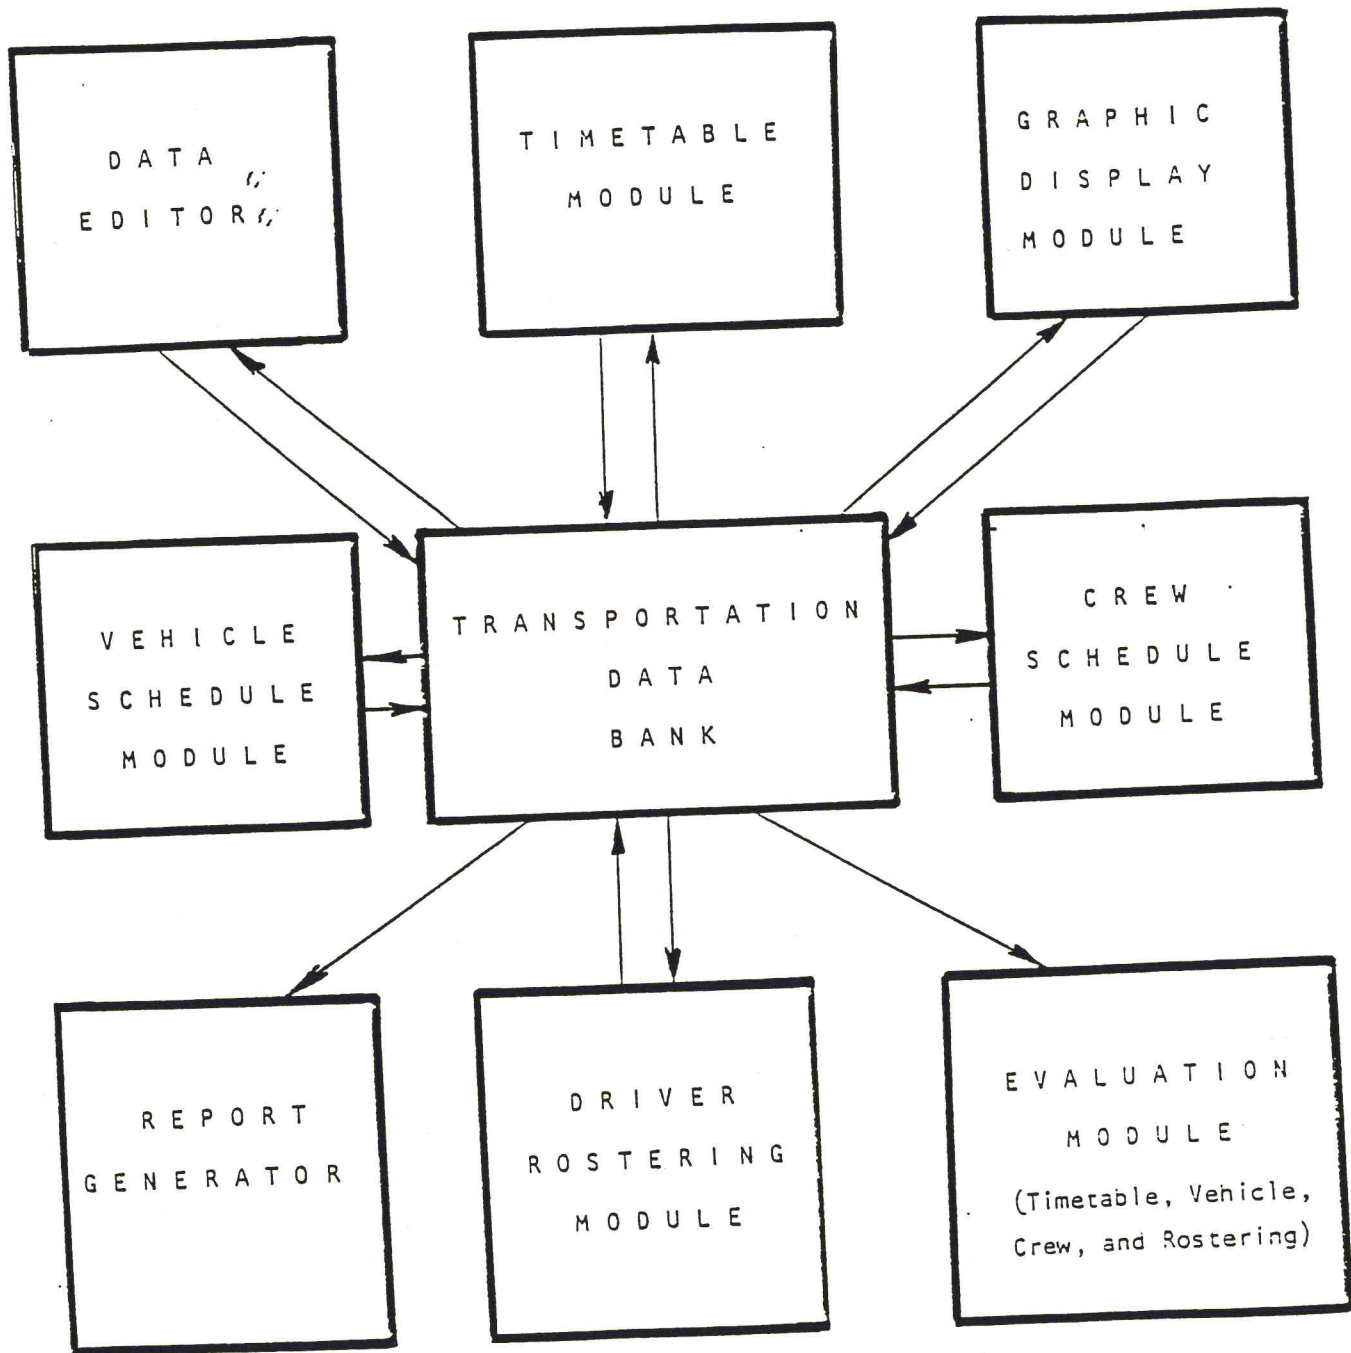 DATA
EDITOR
TIMETABLE
MODULE
GRAPHIC
DISPLAY
MODULE
VEHICLE
SCHEDULE
MODULE
TRANSPORTATION
DATA
BANK
CREW
SCHEDULE
MODULE
REPORT
GENERATOR
DRIVER
ROSTERING
MODULE
EVALUATION
MODULE
(Timetable, Vehicle,
Crew, and Rostering)